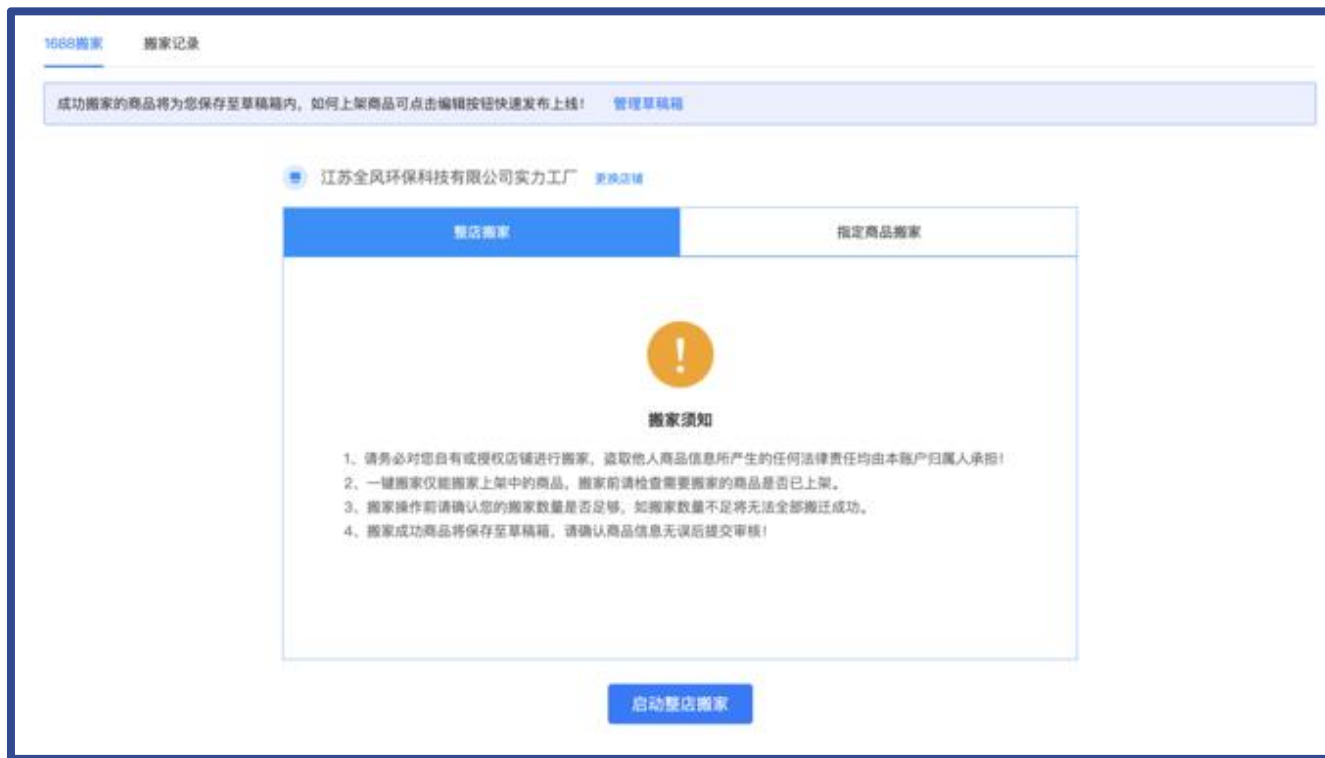 1688搬家 搬家记录
成功搬家的商品将为您保存至草稿箱内，如何上架商品可点击编辑按钮快速发布上线！ 管理草稿箱
江苏全风环保科技有限公司实力工厂 更换店铺
整店搬家 指定商品搬家
!
搬家须知
1、请务必对您自有或授权店铺进行搬家，盗取他人商品信息所产生的任何法律责任均由本账户归属人承担！
2、一键搬家仅能搬家上架中的商品，搬家前请检查需要搬家的商品是否已上架。
3、搬家操作前请确认您的搬家数量是否足够，如搬家数量不足将无法全部搬迁成功。
4、搬家成功商品将保存至草稿箱，请确认商品信息无误后提交审核！
启动整店搬家